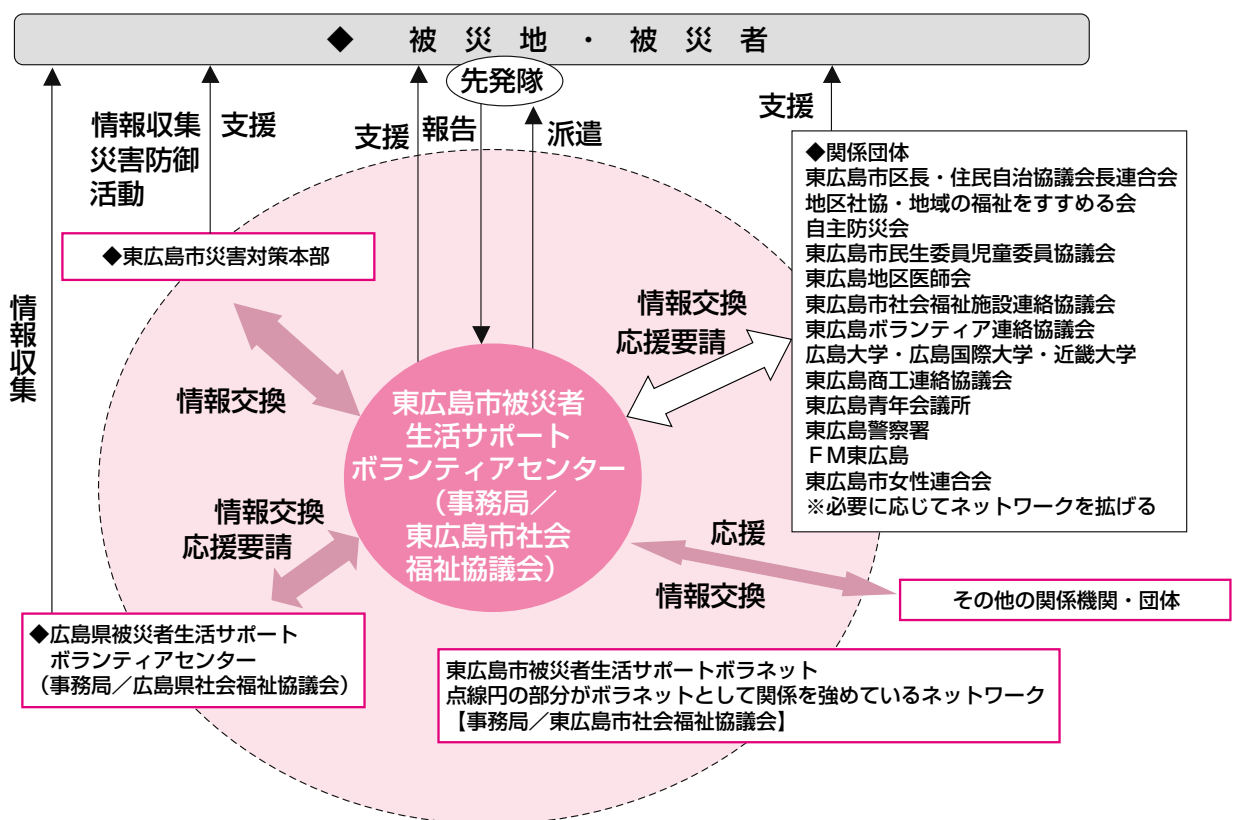 ◆ 被災地・被災者
先発隊
情報収集
災害防御
活動
支援
支援
報告
派遣
支援
◆東広島市災害対策本部
情報収集
◆関係団体
東広島市区長・住民自治協議会長連合会
地区社協・地域の福祉をすすめる会
自主防災会
東広島市民生委員児童委員協議会
東広島地区医師会
東広島市社会福祉施設連絡協議会
東広島ボランティア連絡協議会
広島大学・広島国際大学・近畿大学
東広島商工連絡協議会
東広島青年会議所
東広島警察署
ＦＭ東広島
東広島市女性連合会
※必要に応じてネットワークを拡げる
情報交換
応援要請
情報交換
東広島市被災者
生活サポート
ボランティアセンター
（事務局／
東広島市社会
福祉協議会）
情報交換
応援要請
応援
情報交換
その他の関係機関・団体
◆広島県被災者生活サポート
ボランティアセンター
（事務局／広島県社会福祉協議会）
東広島市被災者生活サポートボラネット
点線円の部分がボラネットとして関係を強めているネットワーク
【事務局／東広島市社会福祉協議会】